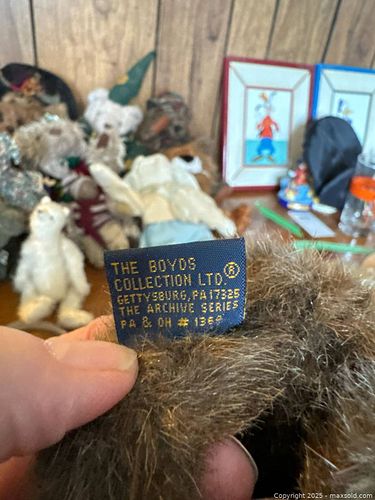 THE BOYDS
COLLECTION LTD.®
GETTYSBURG, PA 17325
THE ARCHIVE SERIES
PA & OH # 1364
Copyright 2025 - maxsold.com